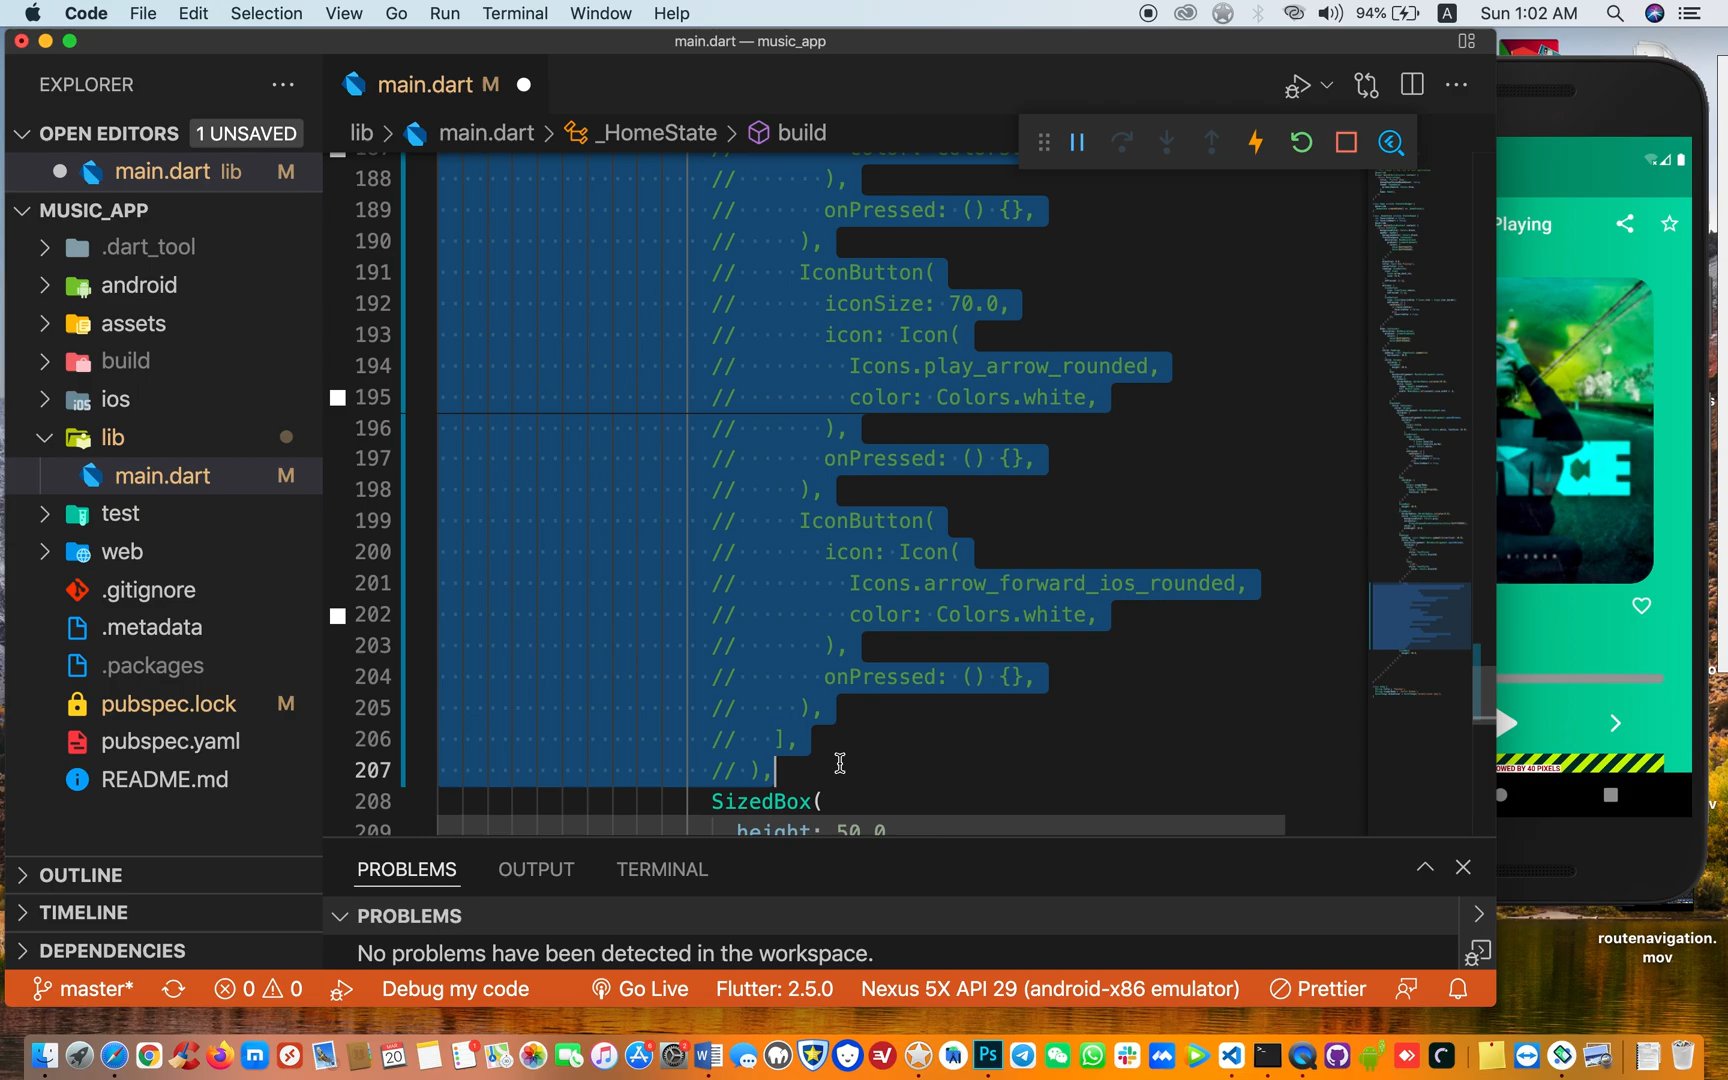 Code File Edit Selection View Go Run Terminal Window Help
94% A Sun 1:02 AM
main.dart — music_app
EXPLORER
main.dart M
OPEN EDITORS 1 UNSAVED
lib > main.dart > _HomeState > build
main.dart lib M
MUSIC_APP
.dart_tool
android
assets
build
ios
lib
main.dart M
test
web
.gitignore
.metadata
.packages
pubspec.lock M
pubspec.yaml
README.md
OUTLINE
TIMELINE
DEPENDENCIES
188 // ),
189 // onPressed: () {},
190 // ),
191 // IconButton(
192 // iconSize: 70.0,
193 // icon: Icon(
194 // Icons.play_arrow_rounded,
195 // color: Colors.white,
196 // ),
197 // onPressed: () {},
198 // ),
199 // IconButton(
200 // icon: Icon(
201 // Icons.arrow_forward_ios_rounded,
202 // color: Colors.white,
203 // ),
204 // onPressed: () {},
205 // ),
206 // ],
207 // ),
208 SizedBox(
209 height: 50.0
PROBLEMS OUTPUT TERMINAL
PROBLEMS
No problems have been detected in the workspace.
master* 0 0 Debug my code Go Live Flutter: 2.5.0 Nexus 5X API 29 (android-x86 emulator) Prettier
Playing
OWED BY 40 PIXELS
routenavigation.
mov